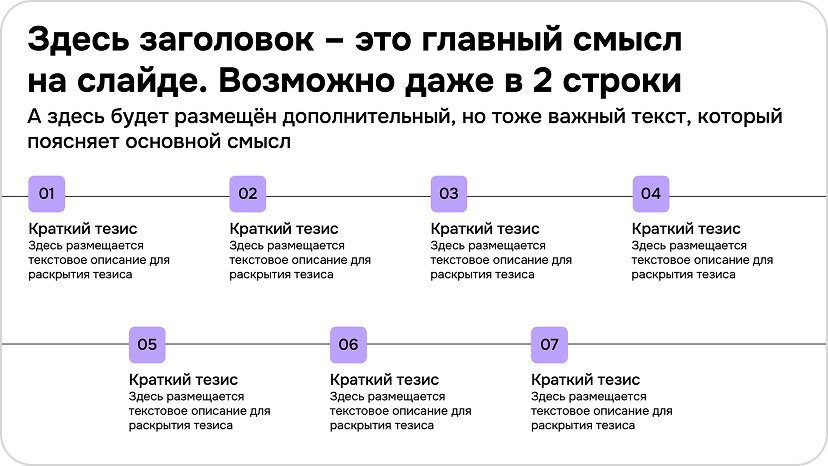 Здесь заголовок – это главный смысл
на слайде. Возможно даже в 2 строки
А здесь будет размещён дополнительный, но тоже важный текст, который
поясняет основной смысл
01
Краткий тезис
Здесь размещается
текстовое описание для
раскрытия тезиса
02
Краткий тезис
Здесь размещается
текстовое описание для
раскрытия тезиса
03
Краткий тезис
Здесь размещается
текстовое описание для
раскрытия тезиса
04
Краткий тезис
Здесь размещается
текстовое описание для
раскрытия тезиса
05
Краткий тезис
Здесь размещается
текстовое описание для
раскрытия тезиса
06
Краткий тезис
Здесь размещается
текстовое описание для
раскрытия тезиса
07
Краткий тезис
Здесь размещается
текстовое описание для
раскрытия тезиса